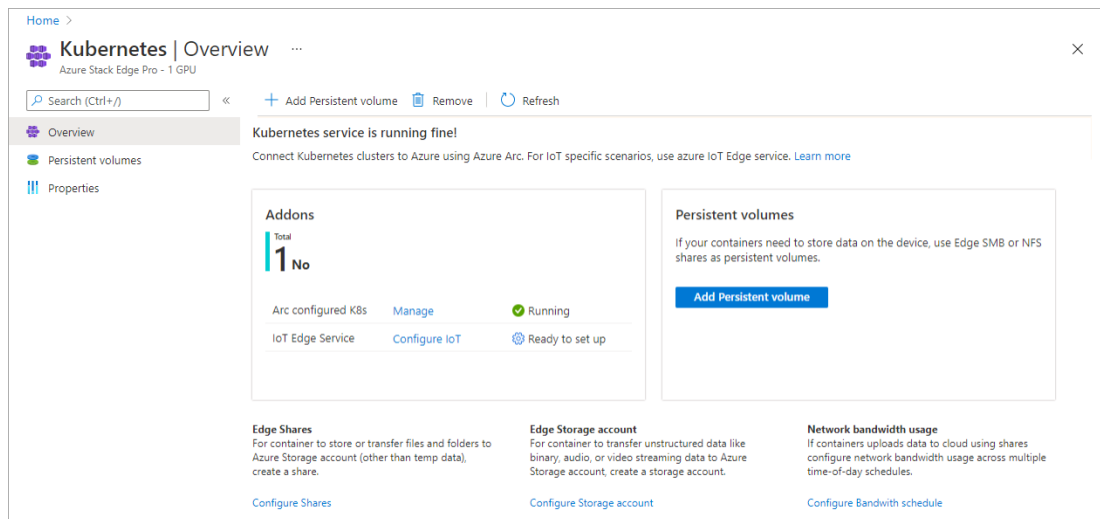 Home >
Kubernetes | Overview ...
Azure Stack Edge Pro - 1 GPU
Search (Ctrl+/)
«
Add Persistent volume Remove Refresh
Overview
Persistent volumes
Properties
Kubernetes service is running fine!
Connect Kubernetes clusters to Azure using Azure Arc. For IoT specific scenarios, use azure IoT Edge service. Learn more
Addons
Total
1 No
Arc configured K8s Manage Running
IoT Edge Service Configure IoT Ready to set up
Persistent volumes
If your containers need to store data on the device, use Edge SMB or NFS
shares as persistent volumes.
Add Persistent volume
Edge Shares
For container to store or transfer files and folders to
Azure Storage account (other than temp data),
create a share.
Configure Shares
Edge Storage account
For container to transfer unstructured data like
binary, audio, or video streaming data to Azure
Storage account, create a storage account.
Configure Storage account
Network bandwidth usage
If containers uploads data to cloud using shares
configure network bandwidth usage across multiple
time-of-day schedules.
Configure Bandwith schedule